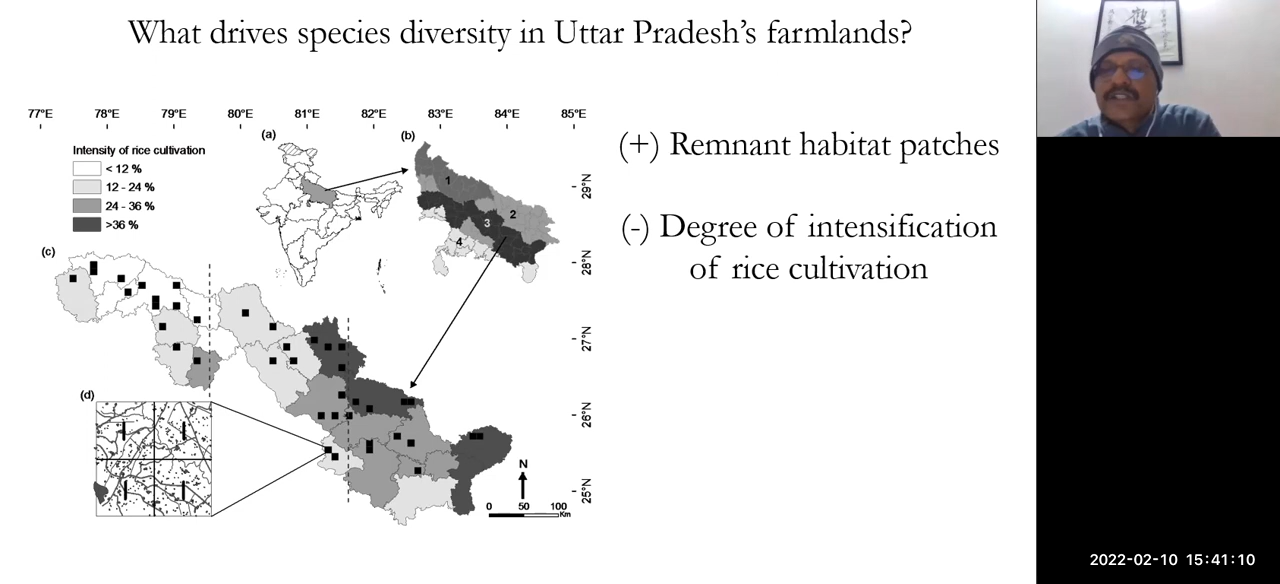 What drives species diversity in Uttar Pradesh's farmlands?
77°E 78°E 79°E 80°E 81°E 82°E 83°E 84°E 85°E
(a)
(b)
Intensity of rice cultivation
< 12 %
12 - 24 %
24 - 36 %
>36 %
1
2
3
4
29°N
28°N
27°N
26°N
25°N
(c)
(d)
N
0 50 100
Km
(+) Remnant habitat patches
(-) Degree of intensification
of rice cultivation
2022-02-10 15:41:10